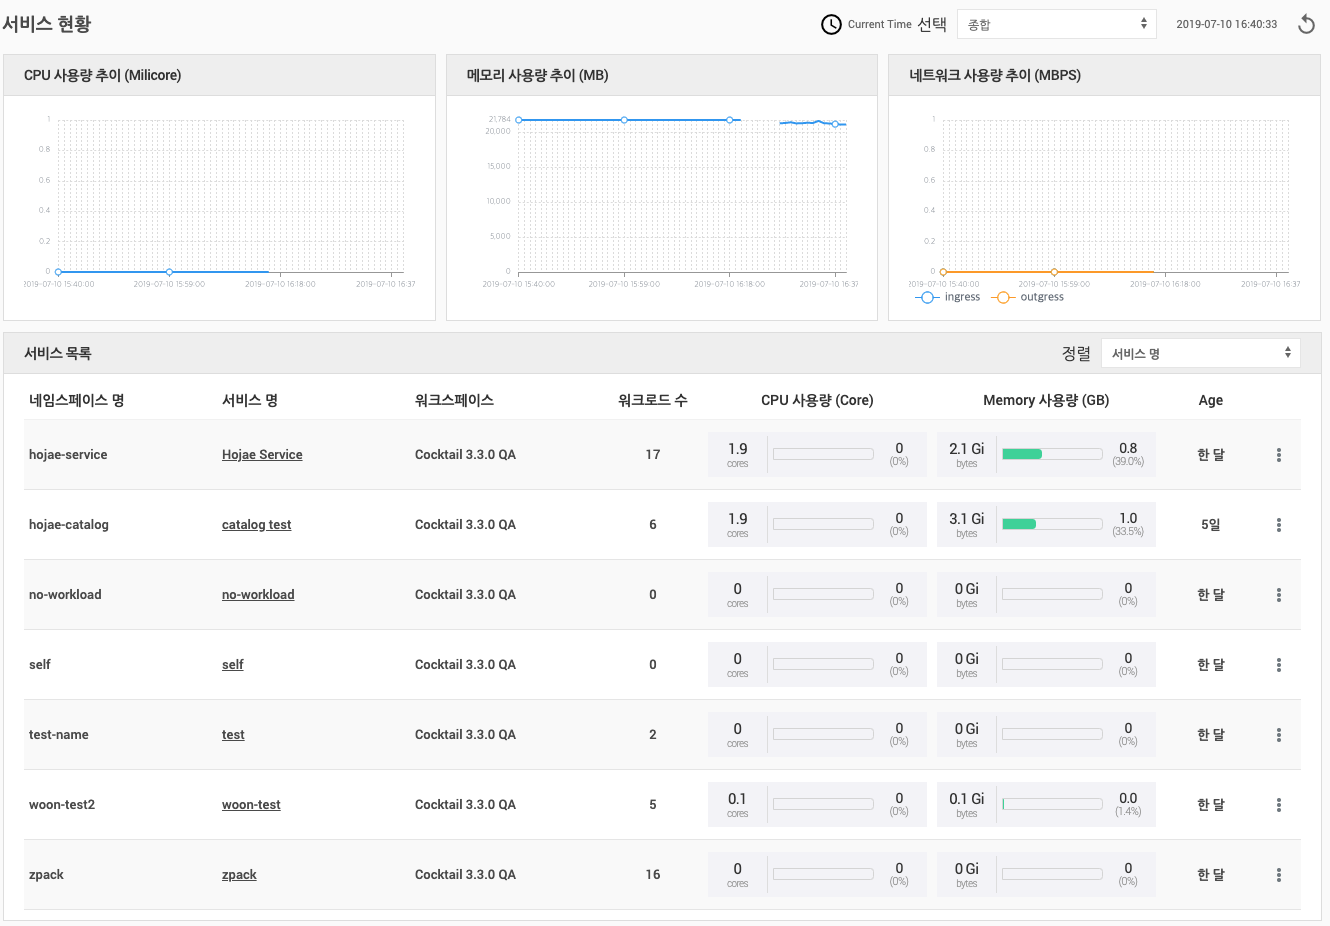 서비스 현황
Current Time 선택 종합 2019-07-10 16:40:33
CPU 사용량 추이 (Milicore)
1
0.8
0.6
0.4
0.2
0
2019-07-10 15:40:00 2019-07-10 15:59:00 2019-07-10 16:18:00 2019-07-10 16:37
메모리 사용량 추이 (MB)
21,784
20,000
15,000
10,000
5,000
0
2019-07-10 15:40:00 2019-07-10 15:59:00 2019-07-10 16:18:00 2019-07-10 16:37
네트워크 사용량 추이 (MBPS)
1
0.8
0.6
0.4
0.2
0
2019-07-10 15:40:00 2019-07-10 15:59:00 2019-07-10 16:18:00 2019-07-10 16:37
ingress outgress
서비스 목록 정렬 서비스 명
네임스페이스 명 서비스 명 워크스페이스 워크로드 수 CPU 사용량 (Core) Memory 사용량 (GB) Age
hojae-service Hojae Service Cocktail 3.3.0 QA 17 1.9 cores 0 (0%) 2.1 Gi bytes 0.8 (39.0%) 한 달
hojae-catalog catalog test Cocktail 3.3.0 QA 6 1.9 cores 0 (0%) 3.1 Gi bytes 1.0 (33.5%) 5일
no-workload no-workload Cocktail 3.3.0 QA 0 0 cores 0 (0%) 0 Gi bytes 0 (0%) 한 달
self self Cocktail 3.3.0 QA 0 0 cores 0 (0%) 0 Gi bytes 0 (0%) 한 달
test-name test Cocktail 3.3.0 QA 2 0 cores 0 (0%) 0 Gi bytes 0 (0%) 한 달
woon-test2 woon-test Cocktail 3.3.0 QA 5 0.1 cores 0 (0%) 0.1 Gi bytes 0.0 (1.4%) 한 달
zpack zpack Cocktail 3.3.0 QA 16 0 cores 0 (0%) 0 Gi bytes 0 (0%) 한 달